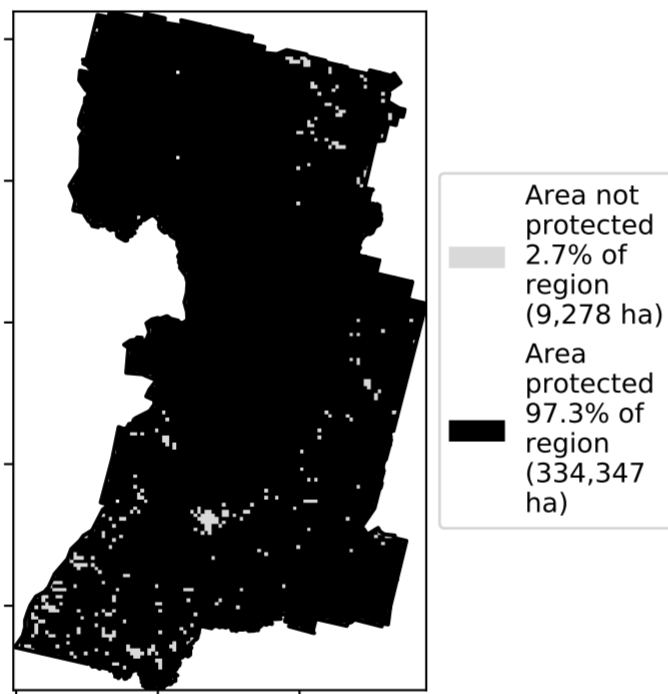 Area not
protected
2.7% of
region
(9,278 ha)
Area
protected
97.3% of
region
(334,347
ha)